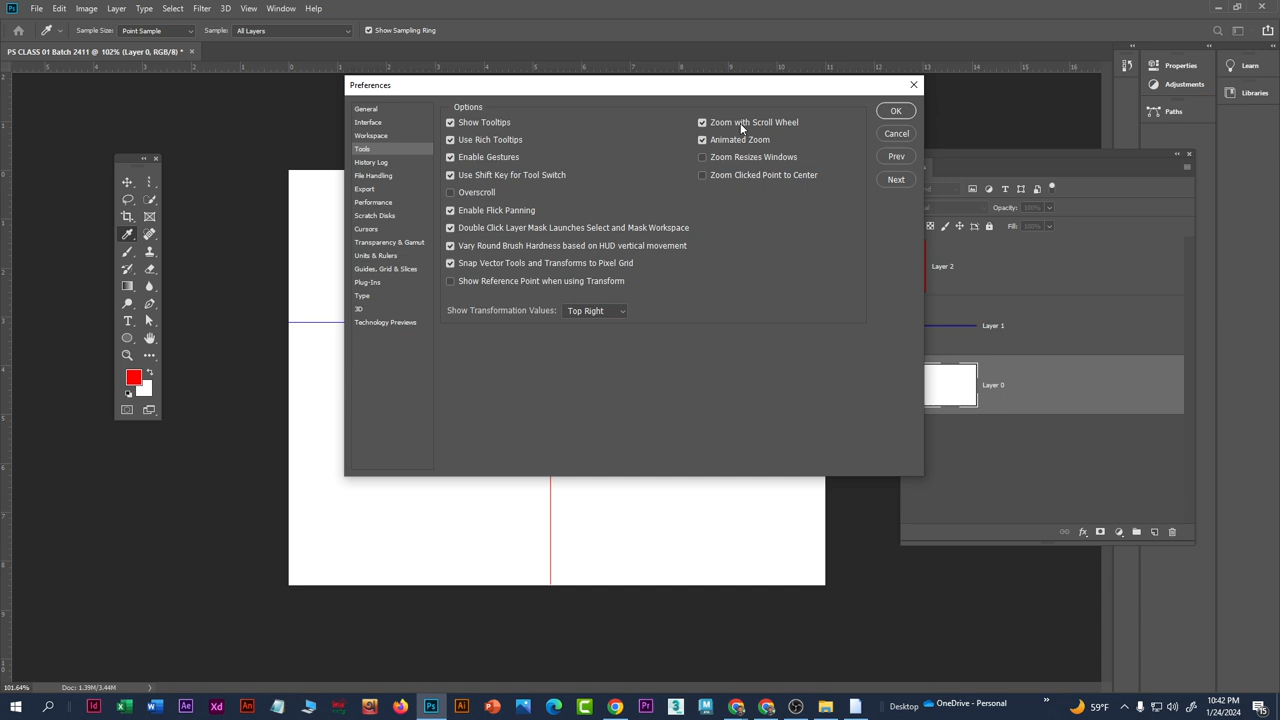 Ps File Edit Image Layer Type Select Filter 3D View Window Help
Sample Size: Point Sample Sample: All Layers Show Sampling Ring
PS CLASS 01 Batch 2411 @ 102% (Layer 0, RGB/8) * ×
Preferences
General
Interface
Workspace
Tools
History Log
File Handling
Export
Performance
Scratch Disks
Cursors
Transparency & Gamut
Units & Rulers
Guides, Grid & Slices
Plug-Ins
Type
3D
Technology Previews
Options
Show Tooltips
Use Rich Tooltips
Enable Gestures
Use Shift Key for Tool Switch
Overscroll
Enable Flick Panning
Double Click Layer Mask Launches Select and Mask Workspace
Vary Round Brush Hardness based on HUD vertical movement
Snap Vector Tools and Transforms to Pixel Grid
Show Reference Point when using Transform
Show Transformation Values: Top Right
Zoom with Scroll Wheel
Animated Zoom
Zoom Resizes Windows
Zoom Clicked Point to Center
OK
Cancel
Prev
Next
Properties
Adjustments
Paths
Learn
Libraries
Opacity: 100%
Fill: 100%
Layer 2
Layer 1
Layer 0
101.64% Doc: 1.39M/3.44M
Desktop
OneDrive - Personal
59°F
10:42 PM
1/24/2024